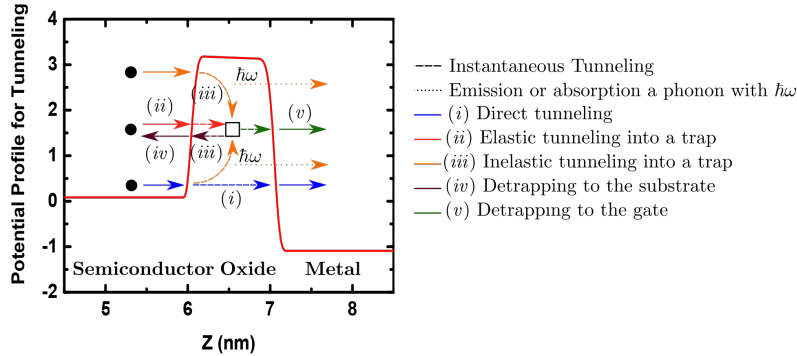 Potential Profile for Tunneling
4
3
2
1
0
-1
-2
5
6
7
8
Z (nm)
ħω
(iii)
(ii)
(v)
(iv)
(iii)
ħω
(i)
Semiconductor Oxide Metal
Instantaneous Tunneling
Emission or absorption a phonon with ħω
(i) Direct tunneling
(ii) Elastic tunneling into a trap
(iii) Inelastic tunneling into a trap
(iv) Detrapping to the substrate
(v) Detrapping to the gate